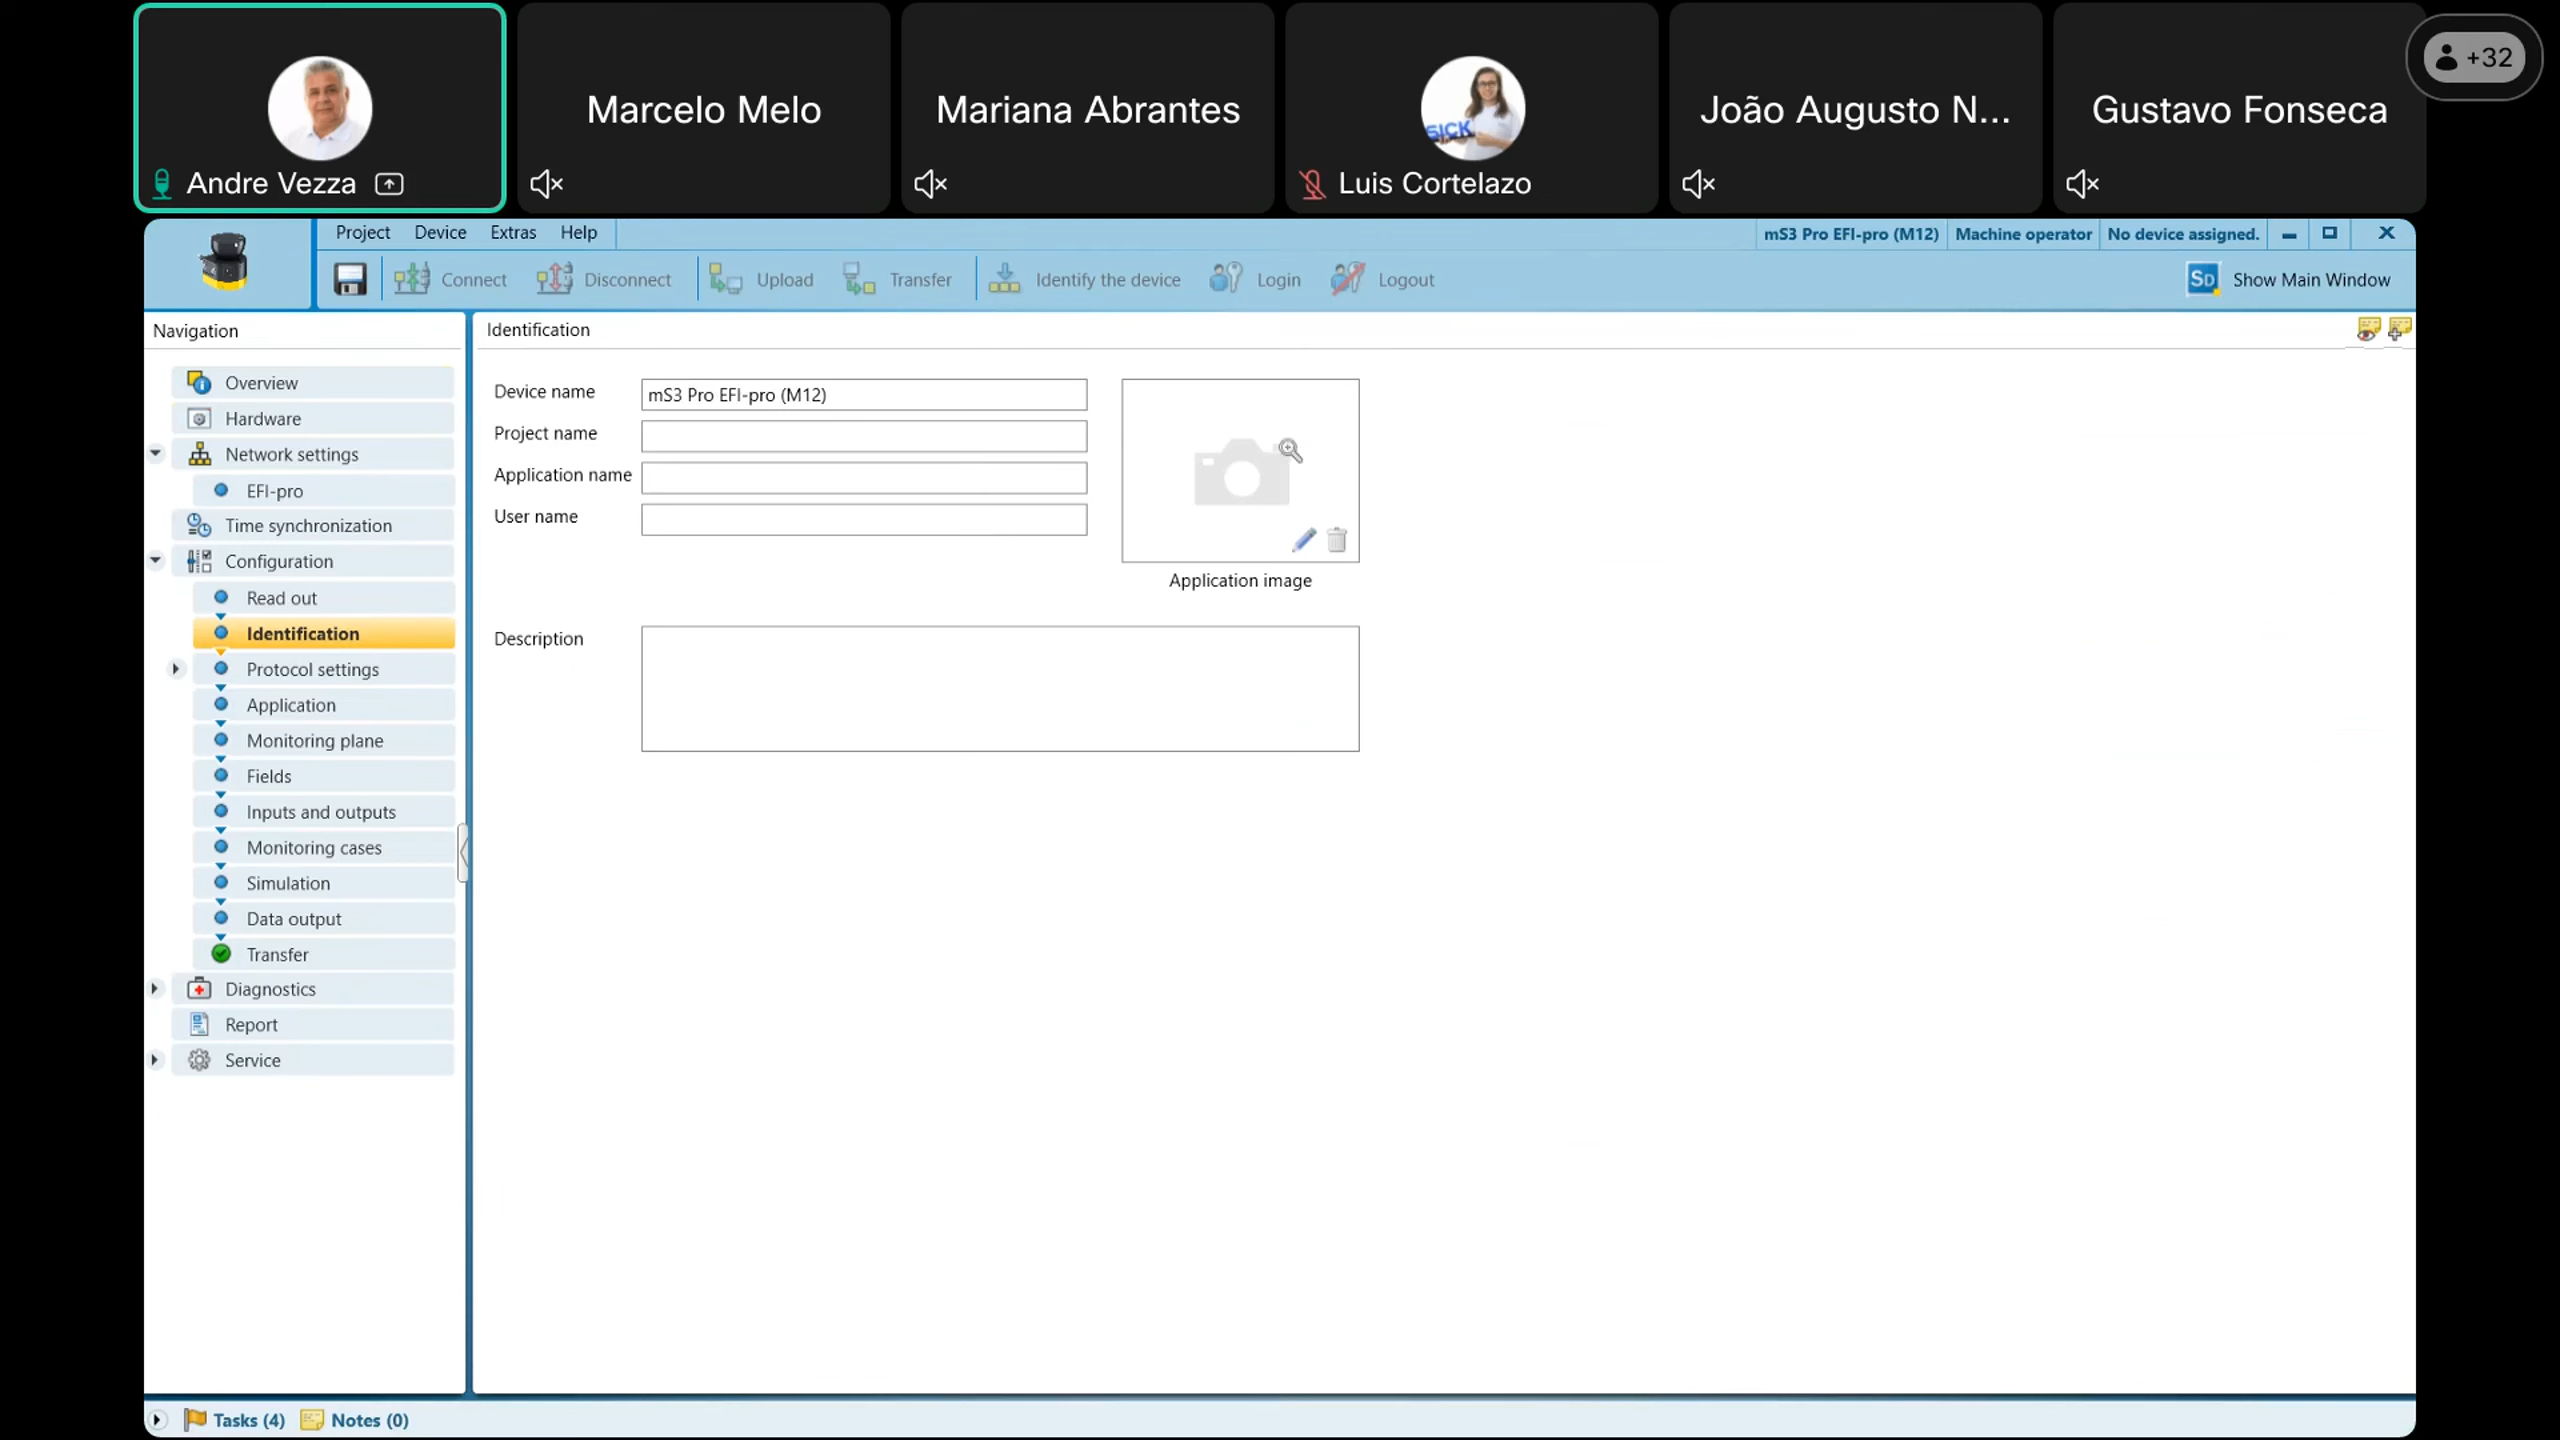 Andre Vezza
Marcelo Melo
Mariana Abrantes
SICK
Luis Cortelazo
João Augusto N...
Gustavo Fonseca
+32
Project Device Extras Help
mS3 Pro EFI-pro (M12) Machine operator No device assigned.
Connect Disconnect Upload Transfer Identify the device Login Logout
SD Show Main Window
Navigation
Overview
Hardware
Network settings
EFI-pro
Time synchronization
Configuration
Read out
Identification
Protocol settings
Application
Monitoring plane
Fields
Inputs and outputs
Monitoring cases
Simulation
Data output
Transfer
Diagnostics
Report
Service
Identification
Device name mS3 Pro EFI-pro (M12)
Project name
Application name
User name
Application image
Description
Tasks (4) Notes (0)